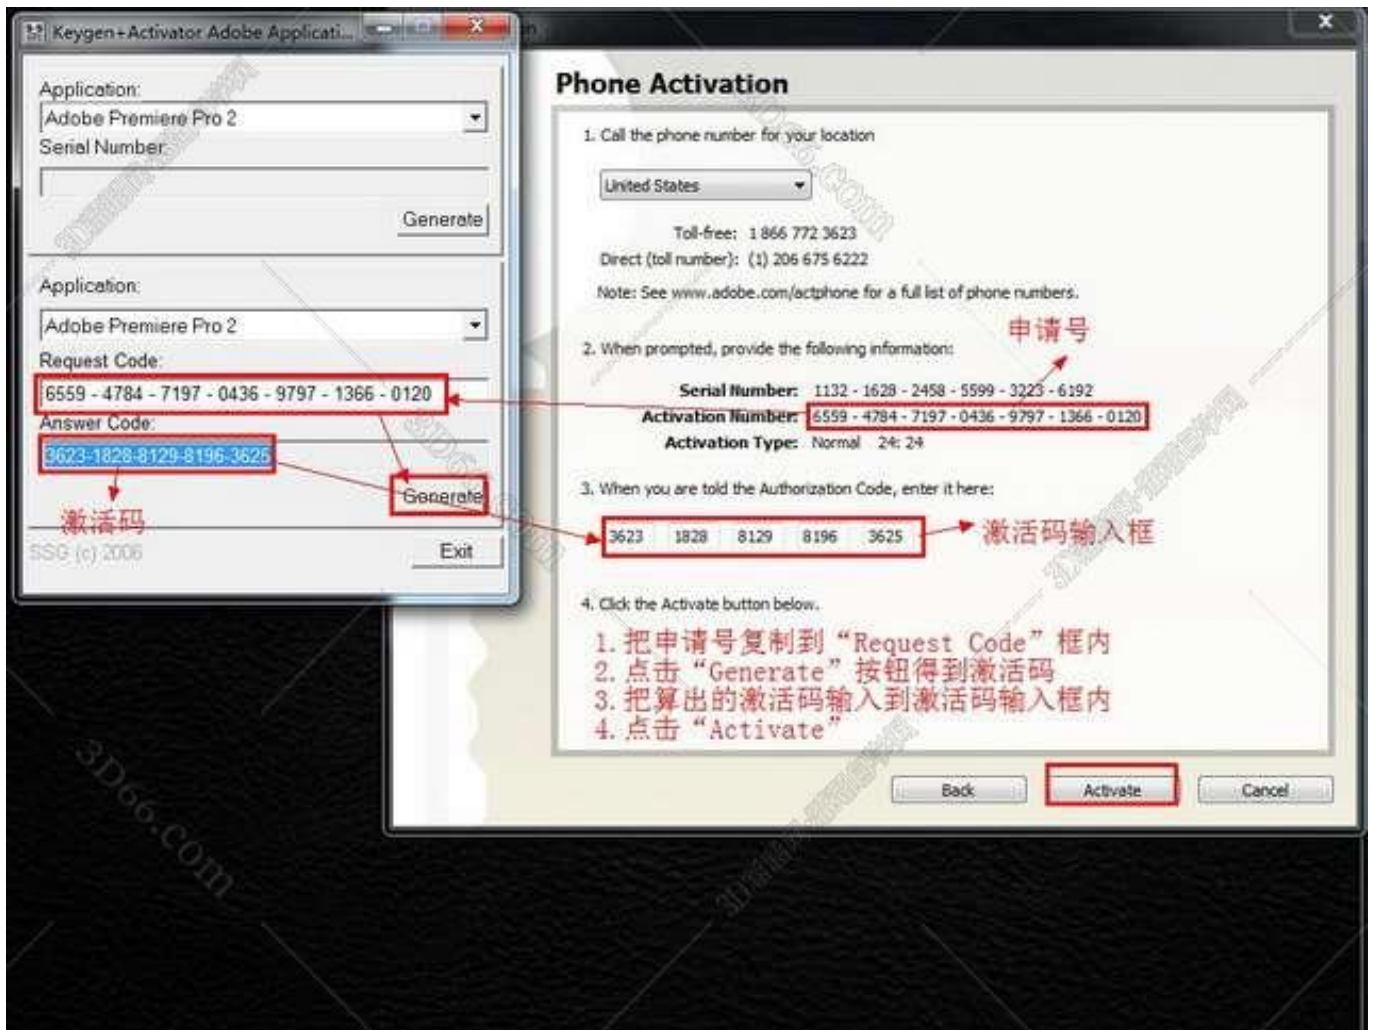 Keygen+Activator Adobe Applicati...
Application:
Adobe Premiere Pro 2
Serial Number:
Generate
Application:
Adobe Premiere Pro 2
Request Code:
6559 - 4784 - 7197 - 0436 - 9797 - 1366 - 0120
Answer Code:
3623-1828-8129-8196-3625
Generate
激活码
SSG (c) 2006
Exit
Phone Activation
1. Call the phone number for your location
United States
Toll-free: 1 866 772 3623
Direct (toll number): (1) 206 675 6222
Note: See www.adobe.com/actphone for a full list of phone numbers.
申请号
2. When prompted, provide the following information:
Serial Number: 1132 - 1628 - 2458 - 5599 - 3223 - 6192
Activation Number: 6559 - 4784 - 7197 - 0436 - 9797 - 1366 - 0120
Activation Type: Normal 24: 24
3. When you are told the Authorization Code, enter it here:
3623 1828 8129 8196 3625
激活码输入框
4. Click the Activate button below.
1. 把申请号复制到“Request Code”框内
2. 点击“Generate”按钮得到激活码
3. 把算出的激活码输入到激活码输入框内
4. 点击“Activate”
Back
Activate
Cancel
3D66.com
3D66.com
3D66.com